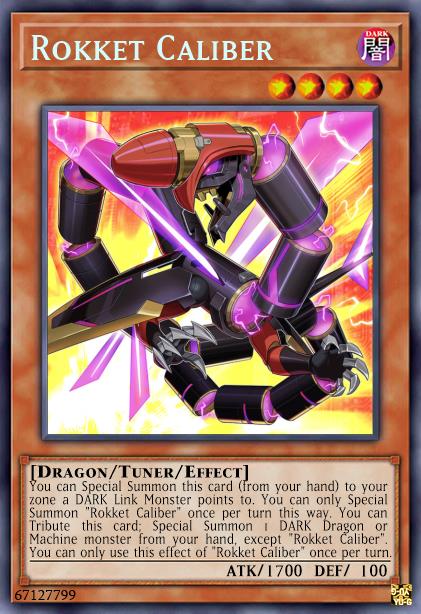 ROKKET CALIBER
DARK
闇
[DRAGON/TUNER/EFFECT]
You can Special Summon this card (from your hand) to your
zone a DARK Link Monster points to. You can only Special
Summon "Rokket Caliber" once per turn this way. You can
Tribute this card; Special Summon 1 DARK Dragon or
Machine monster from your hand, except "Rokket Caliber".
You can only use this effect of "Rokket Caliber" once per turn.
ATK/1700 DEF/ 100
67127799